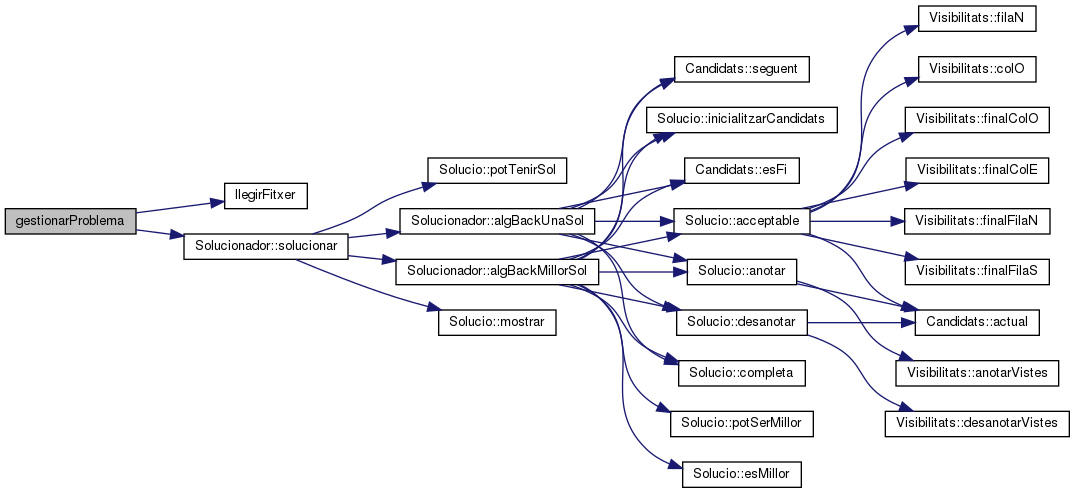 gestionarProblema
llegirFitxer
Solucionador::solucionar
Solucio::potTenirSol
Solucionador::algBackUnaSol
Solucionador::algBackMillorSol
Solucio::mostrar
Candidats::seguent
Solucio::inicialitzarCandidats
Candidats::esFi
Solucio::acceptable
Solucio::anotar
Solucio::desanotar
Solucio::completa
Solucio::potSerMillor
Solucio::esMillor
Visibilitats::filaN
Visibilitats::colO
Visibilitats::finalColO
Visibilitats::finalColE
Visibilitats::finalFilaN
Visibilitats::finalFilaS
Candidats::actual
Visibilitats::anotarVistes
Visibilitats::desanotarVistes